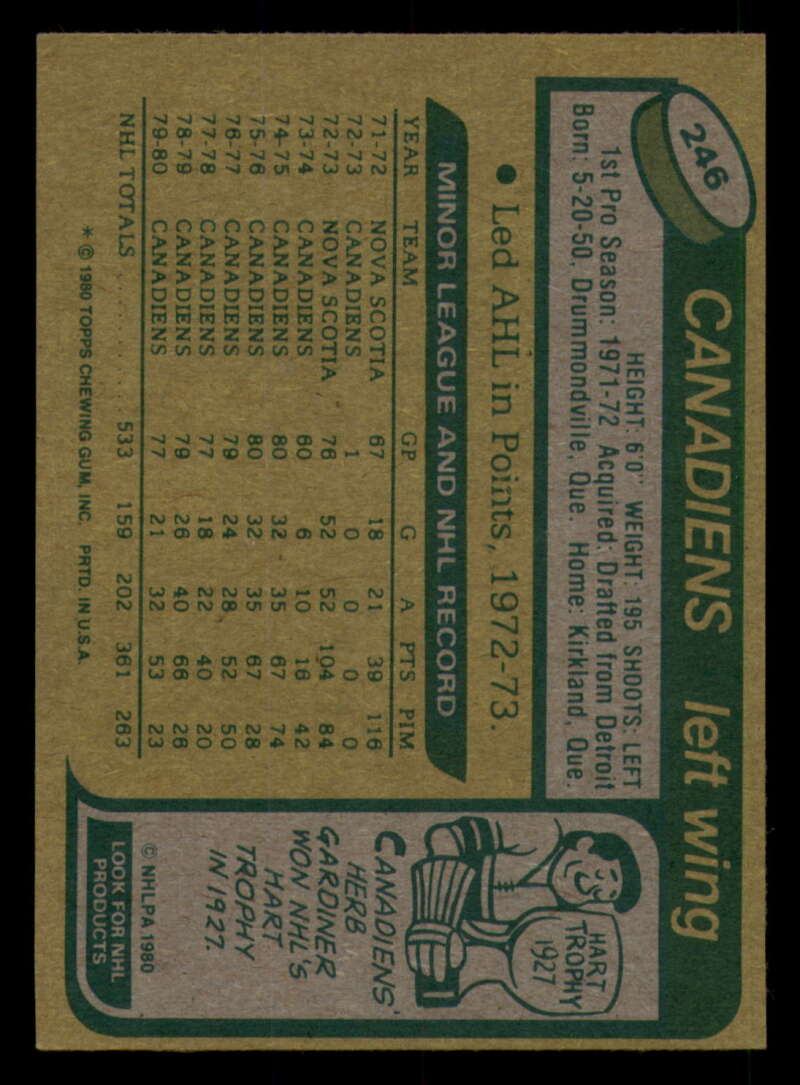 246
CANADIENS left wing
HEIGHT: 6'0" WEIGHT: 195 SHOOTS: LEFT
1st Pro Season: 1971-72 Acquired: Drafted from Detroit
Born: 5-20-50, Drummondville, Que. Home: Kirkland, Que.
● Led AHL in Points, 1972-73.
MINOR LEAGUE AND NHL RECORD
YEAR TEAM GP G A PTS PIM
71-72 NOVA SCOTIA 67 18 21 39 116
72-73 CANADIENS 1 0 0 0 0
72-73 NOVA SCOTIA 76 52 52 104 84
73-74 CANADIENS 60 6 10 16 42
74-75 CANADIENS 80 32 35 67 74
75-76 CANADIENS 80 32 35 67 28
76-77 CANADIENS 79 24 28 52 50
77-78 CANADIENS 77 18 22 40 20
78-79 CANADIENS 79 26 40 66 26
79-80 CANADIENS 77 21 32 53 23
NHL TOTALS ........ 533 159 202 361 263
* © 1980 TOPPS CHEWING GUM, INC. PRTD. IN U.S.A.
HART
TROPHY
1927
CANADIENS'
HERB
GARDINER
WON NHL'S
HART
TROPHY
IN 1927.
© NHLPA 1980
LOOK FOR NHL
PRODUCTS